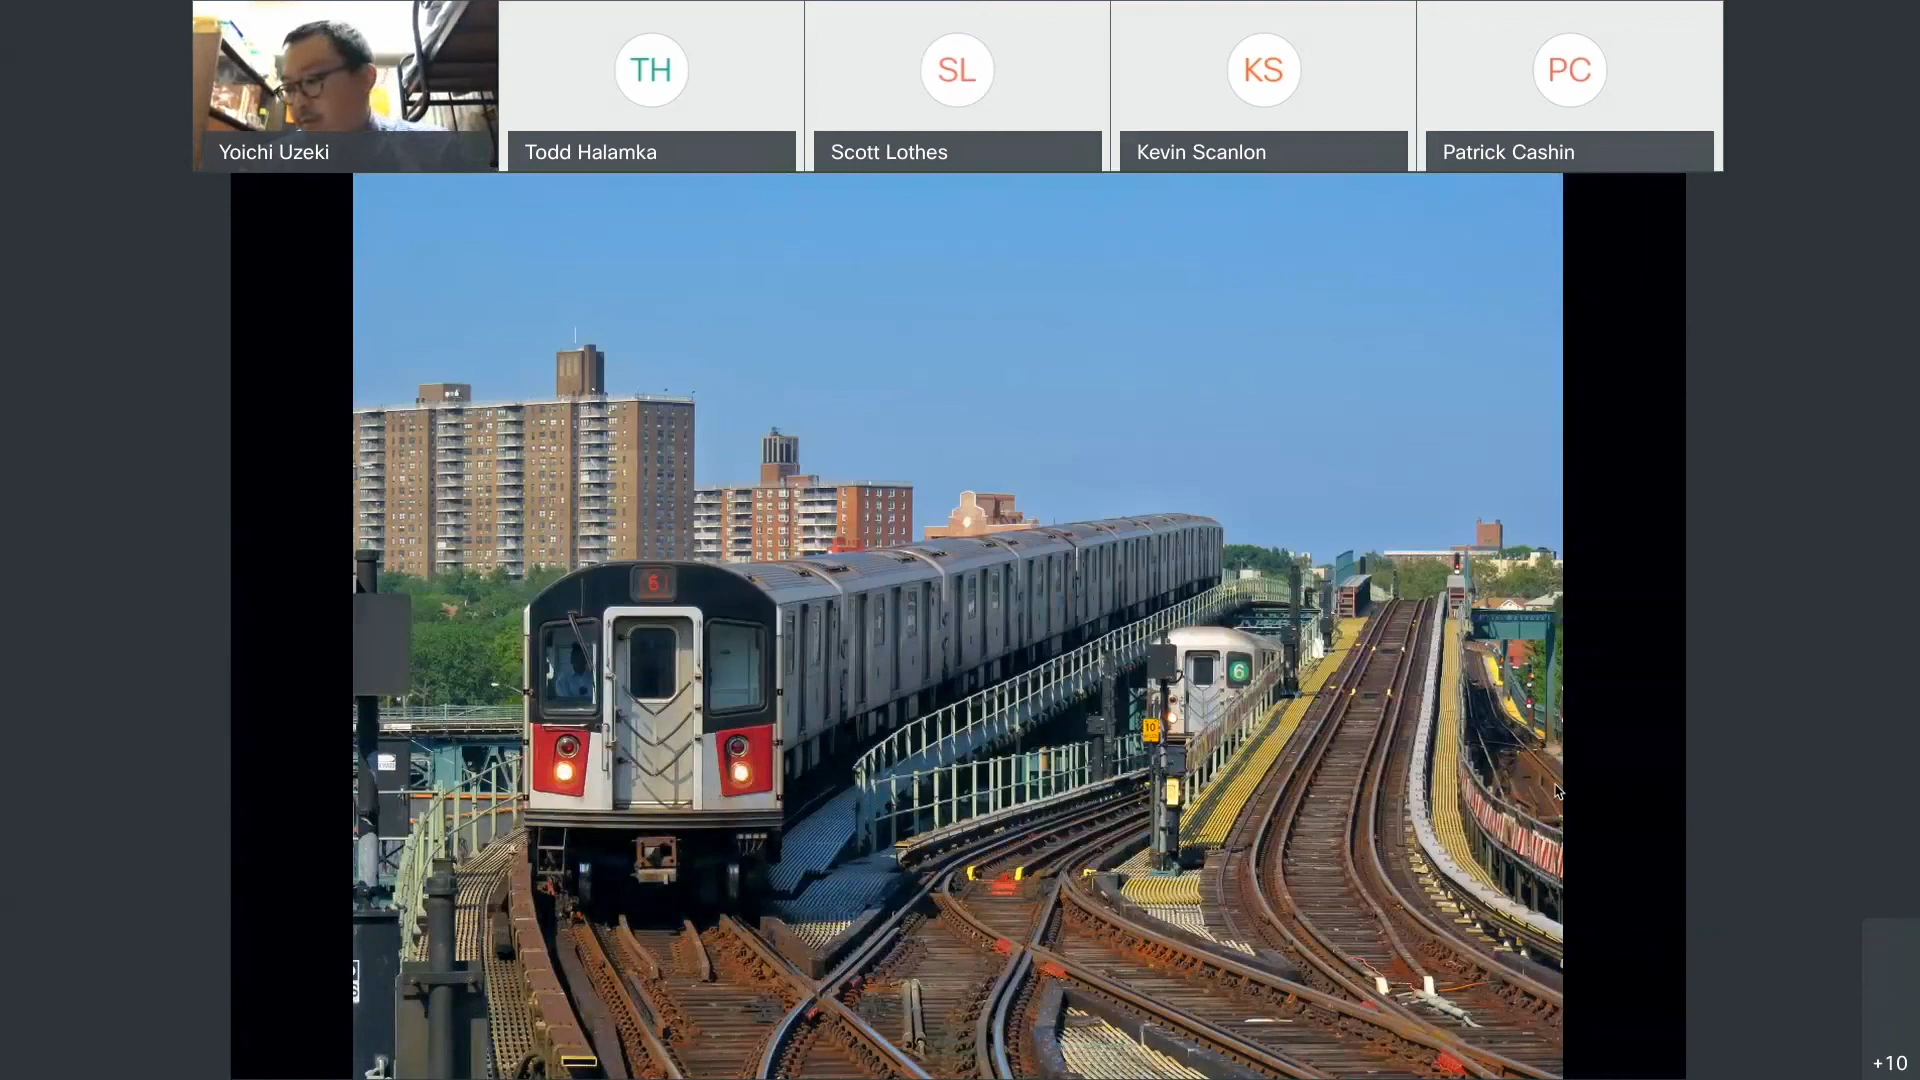 TH
SL
KS
PC
Yoichi Uzeki
Todd Halamka
Scott Lothes
Kevin Scanlon
Patrick Cashin
6
6
10
+10